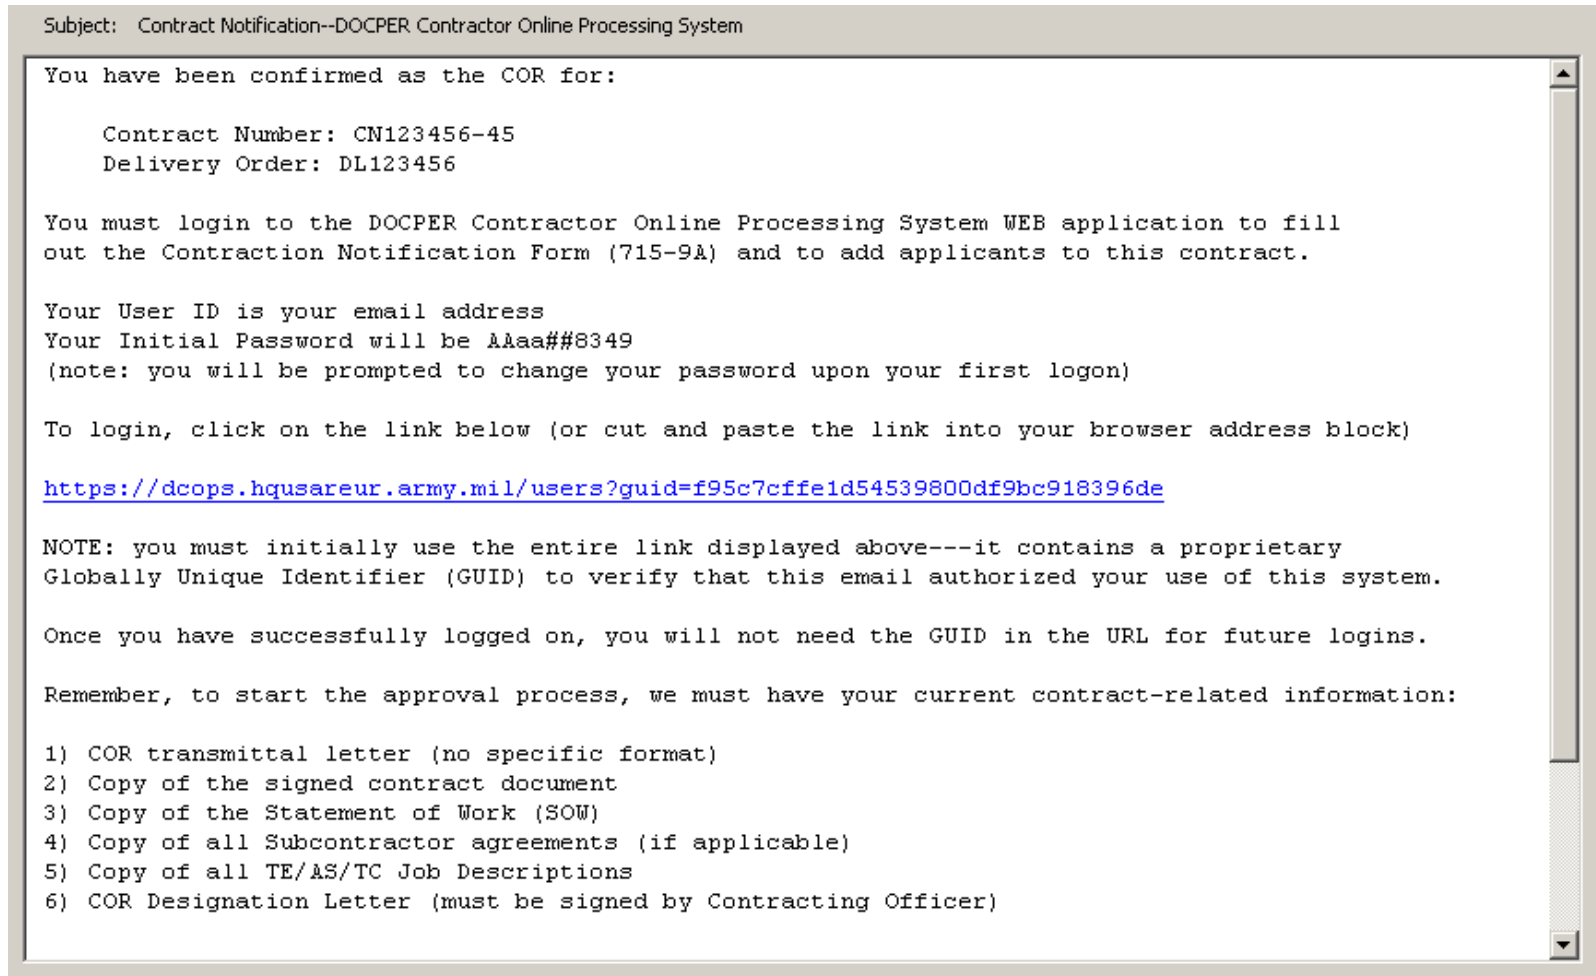 Subject: Contract Notification--DOCPER Contractor Online Processing System
You have been confirmed as the COR for:
Contract Number: CN123456-45
Delivery Order: DL123456
You must login to the DOCPER Contractor Online Processing System WEB application to fill
out the Contraction Notification Form (715-9A) and to add applicants to this contract.
Your User ID is your email address
Your Initial Password will be AAaa##8349
(note: you will be prompted to change your password upon your first logon)
To login, click on the link below (or cut and paste the link into your browser address block)
https://dcops.hqusareur.army.mil/users?guid=f95c7cffe1d54539800df9bc918396de
NOTE: you must initially use the entire link displayed above---it contains a proprietary
Globally Unique Identifier (GUID) to verify that this email authorized your use of this system.
Once you have successfully logged on, you will not need the GUID in the URL for future logins.
Remember, to start the approval process, we must have your current contract-related information:
1) COR transmittal letter (no specific format)
2) Copy of the signed contract document
3) Copy of the Statement of Work (SOW)
4) Copy of all Subcontractor agreements (if applicable)
5) Copy of all TE/AS/TC Job Descriptions
6) COR Designation Letter (must be signed by Contracting Officer)